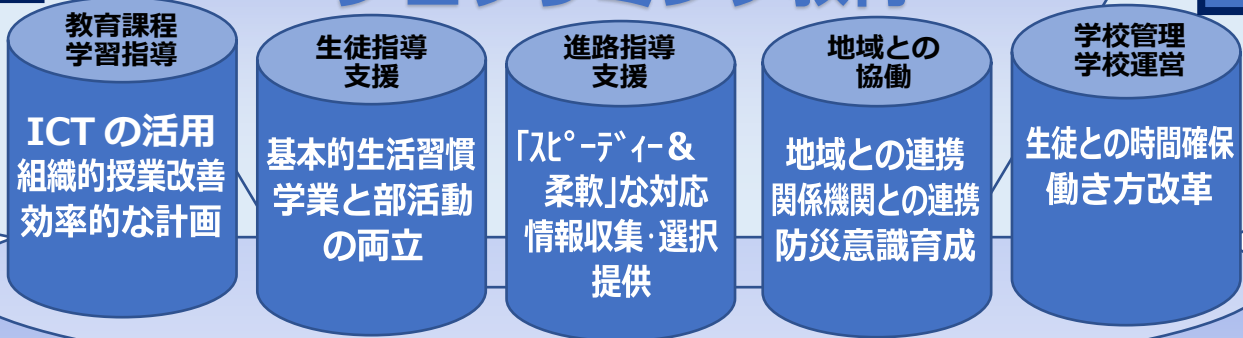 教育課程
学習指導
ICTの活用
組織的授業改善
効率的な計画
生徒指導
支援
基本的生活習慣
学業と部活動
の両立
進路指導
支援
「ｽﾋﾟｰﾃﾞｨｰ&
柔軟」な対応
情報収集・選択
提供
地域との
協働
地域との連携
関係機関との連携
防災意識育成
学校管理
学校運営
生徒との時間確保
働き方改革